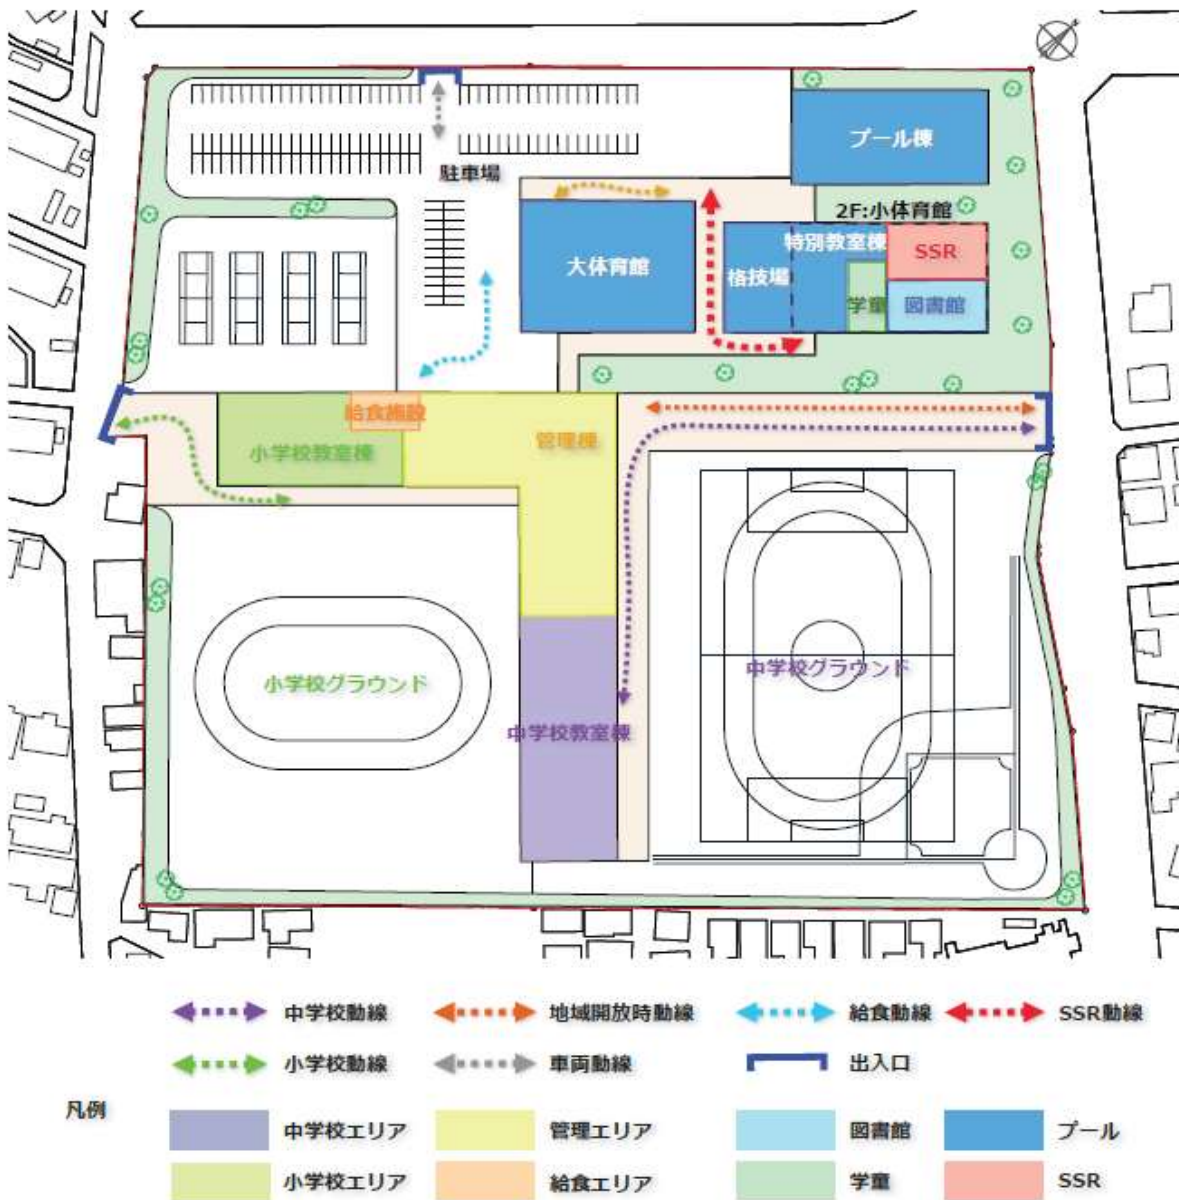 プール棟
駐車場
2F:小体育館
特別教室棟
SSR
大体育館
格技場
学童
図書館
給食施設
小学校教室棟
管理棟
小学校グラウンド
中学校グラウンド
中学校教室棟
中学校動線
地域開放時動線
給食動線
SSR動線
小学校動線
車両動線
出入口
凡例
中学校エリア
管理エリア
図書館
プール
小学校エリア
給食エリア
学童
SSR